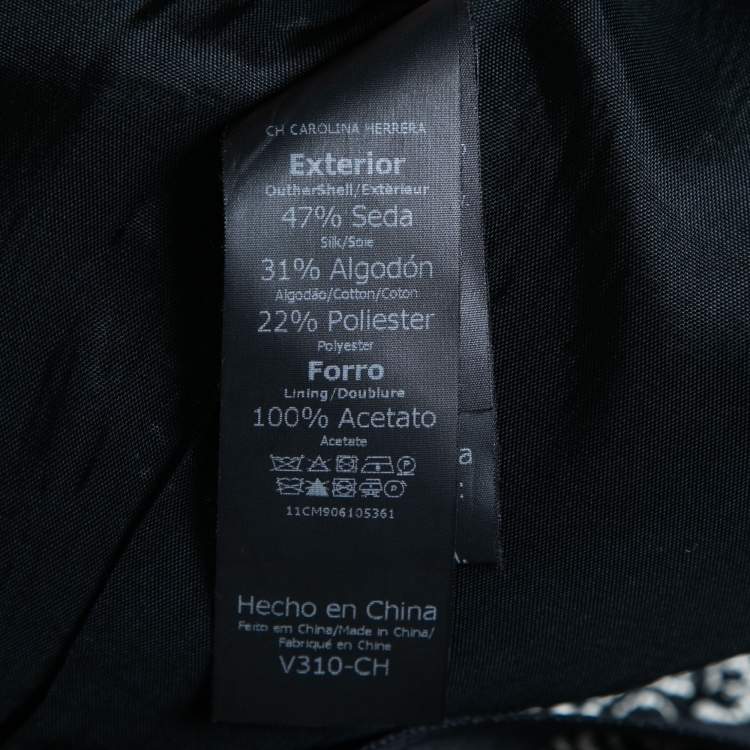 CH CAROLINA HERRERA
Exterior
OutherShell/Extérieur
47% Seda
Silk/Soie
31% Algodón
Algodão/Cotton/Coton
22% Poliester
Polyester
Forro
Lining/Doublure
100% Acetato
Acetate
11CM906105361
Hecho en China
Feito em China/Made in China/
Fabriqué en Chine
V310-CH
a